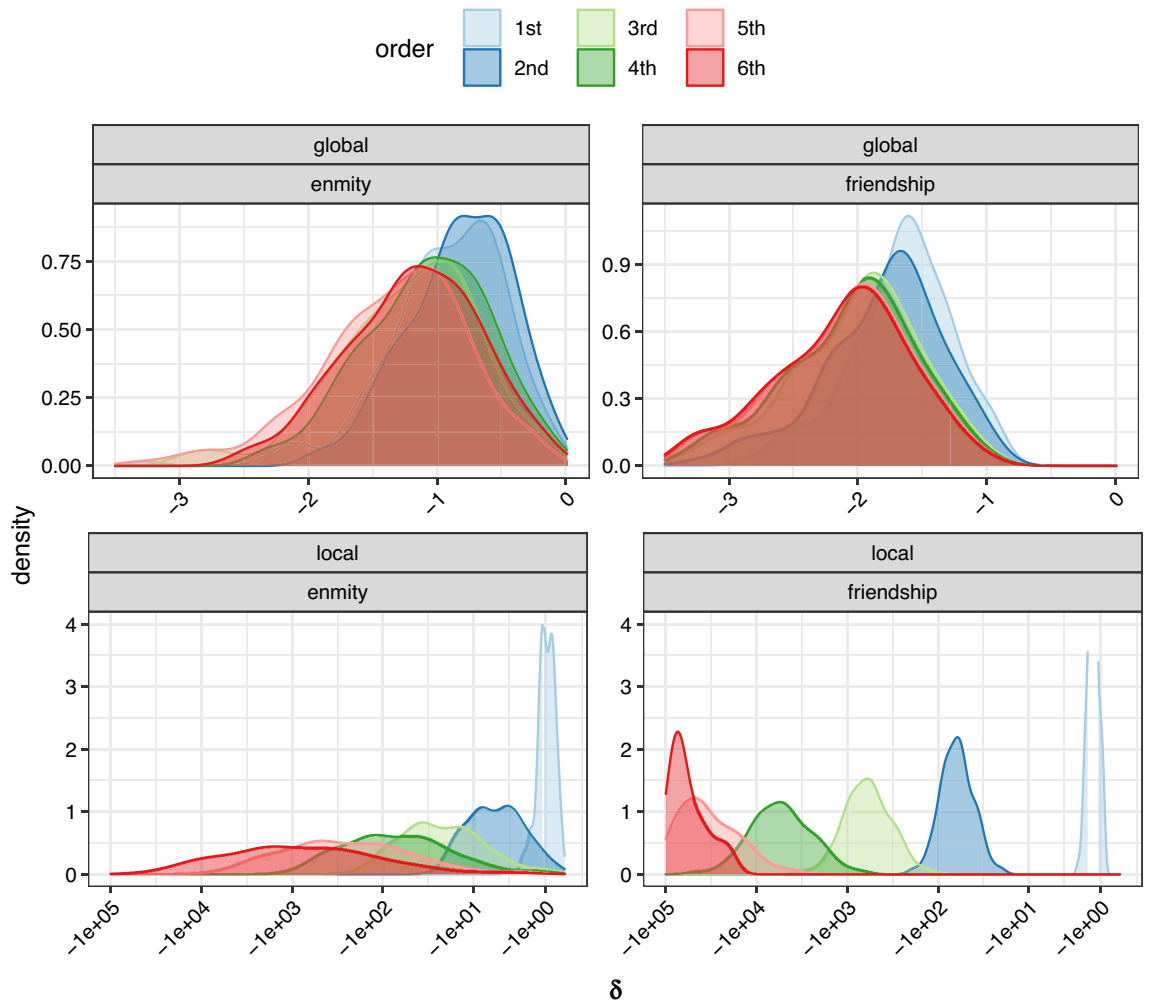 order
1st 3rd 5th
2nd 4th 6th
global
enmity
0.75
0.50
0.25
0.00
−3 −2 −1 0
global
friendship
0.9
0.6
0.3
0.0
−3 −2 −1 0
density
local
enmity
4
3
2
1
0
−1e+05 −1e+04 −1e+03 −1e+02 −1e+01 −1e+00
local
friendship
4
3
2
1
0
−1e+05 −1e+04 −1e+03 −1e+02 −1e+01 −1e+00
δ